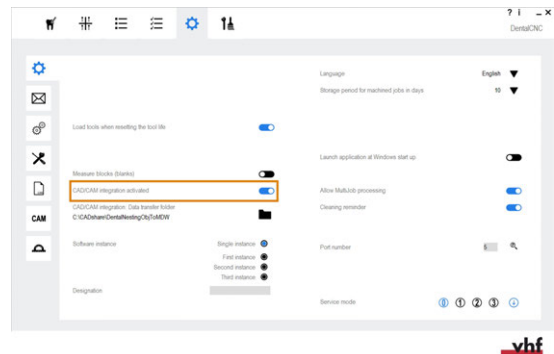 ? i _ ×
DentalCNC
Language English
Storage period for machined jobs in days 10
Load tools when resetting the tool life
Launch application at Windows start up
Measure blocks (blanks)
CAD/CAM integration activated
Allow MultiJob processing
CAD/CAM integration: Data transfer folder
Cleaning reminder
C:\CADshare\DentalNestingObjToMDW
CAM
Software instance Single instance
Port number
First instance
Second instance
Third instance
Designation
Service mode 0 1 2 3
vhf